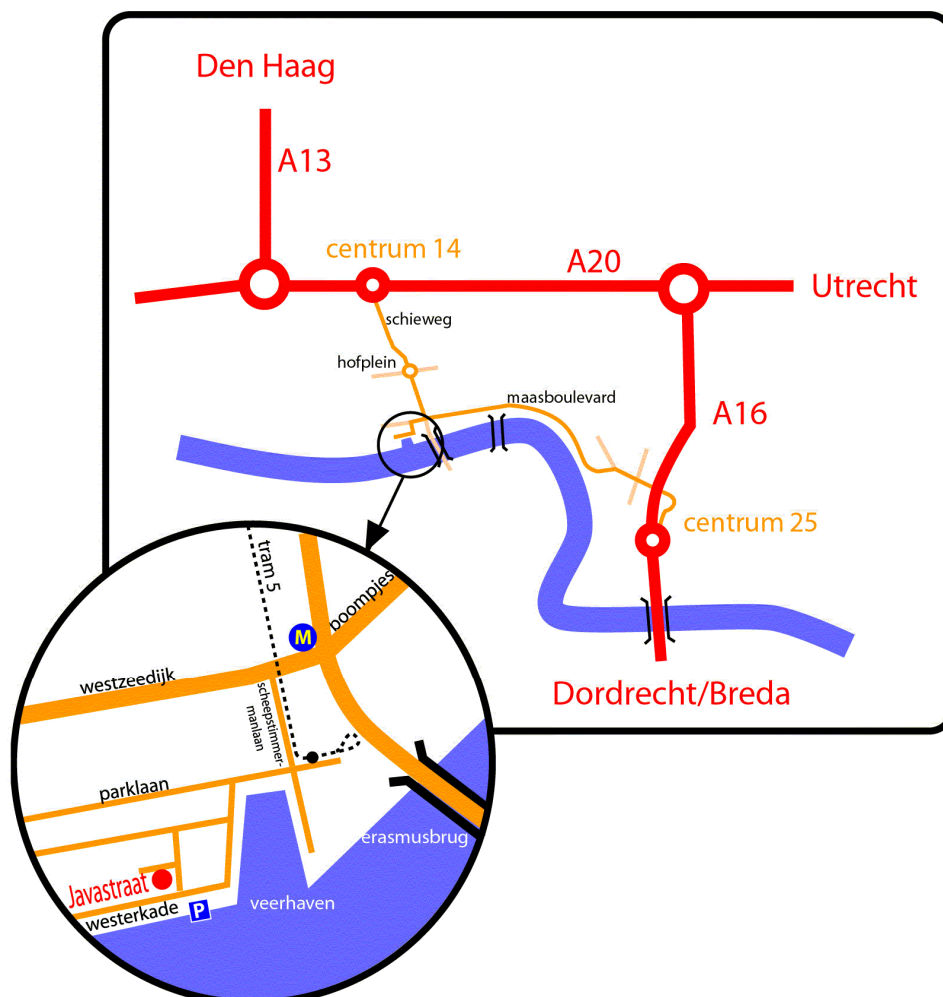 Den Haag
A13
centrum 14
A20
Utrecht
schieweg
hofplein
maasboulevard
A16
centrum 25
tram 5
boompjes
M
westzeedijk
scheepstimmer-
manlaan
Dordrecht/Breda
parklaan
erasmusbrug
Javastraat
westerkade
P
veerhaven